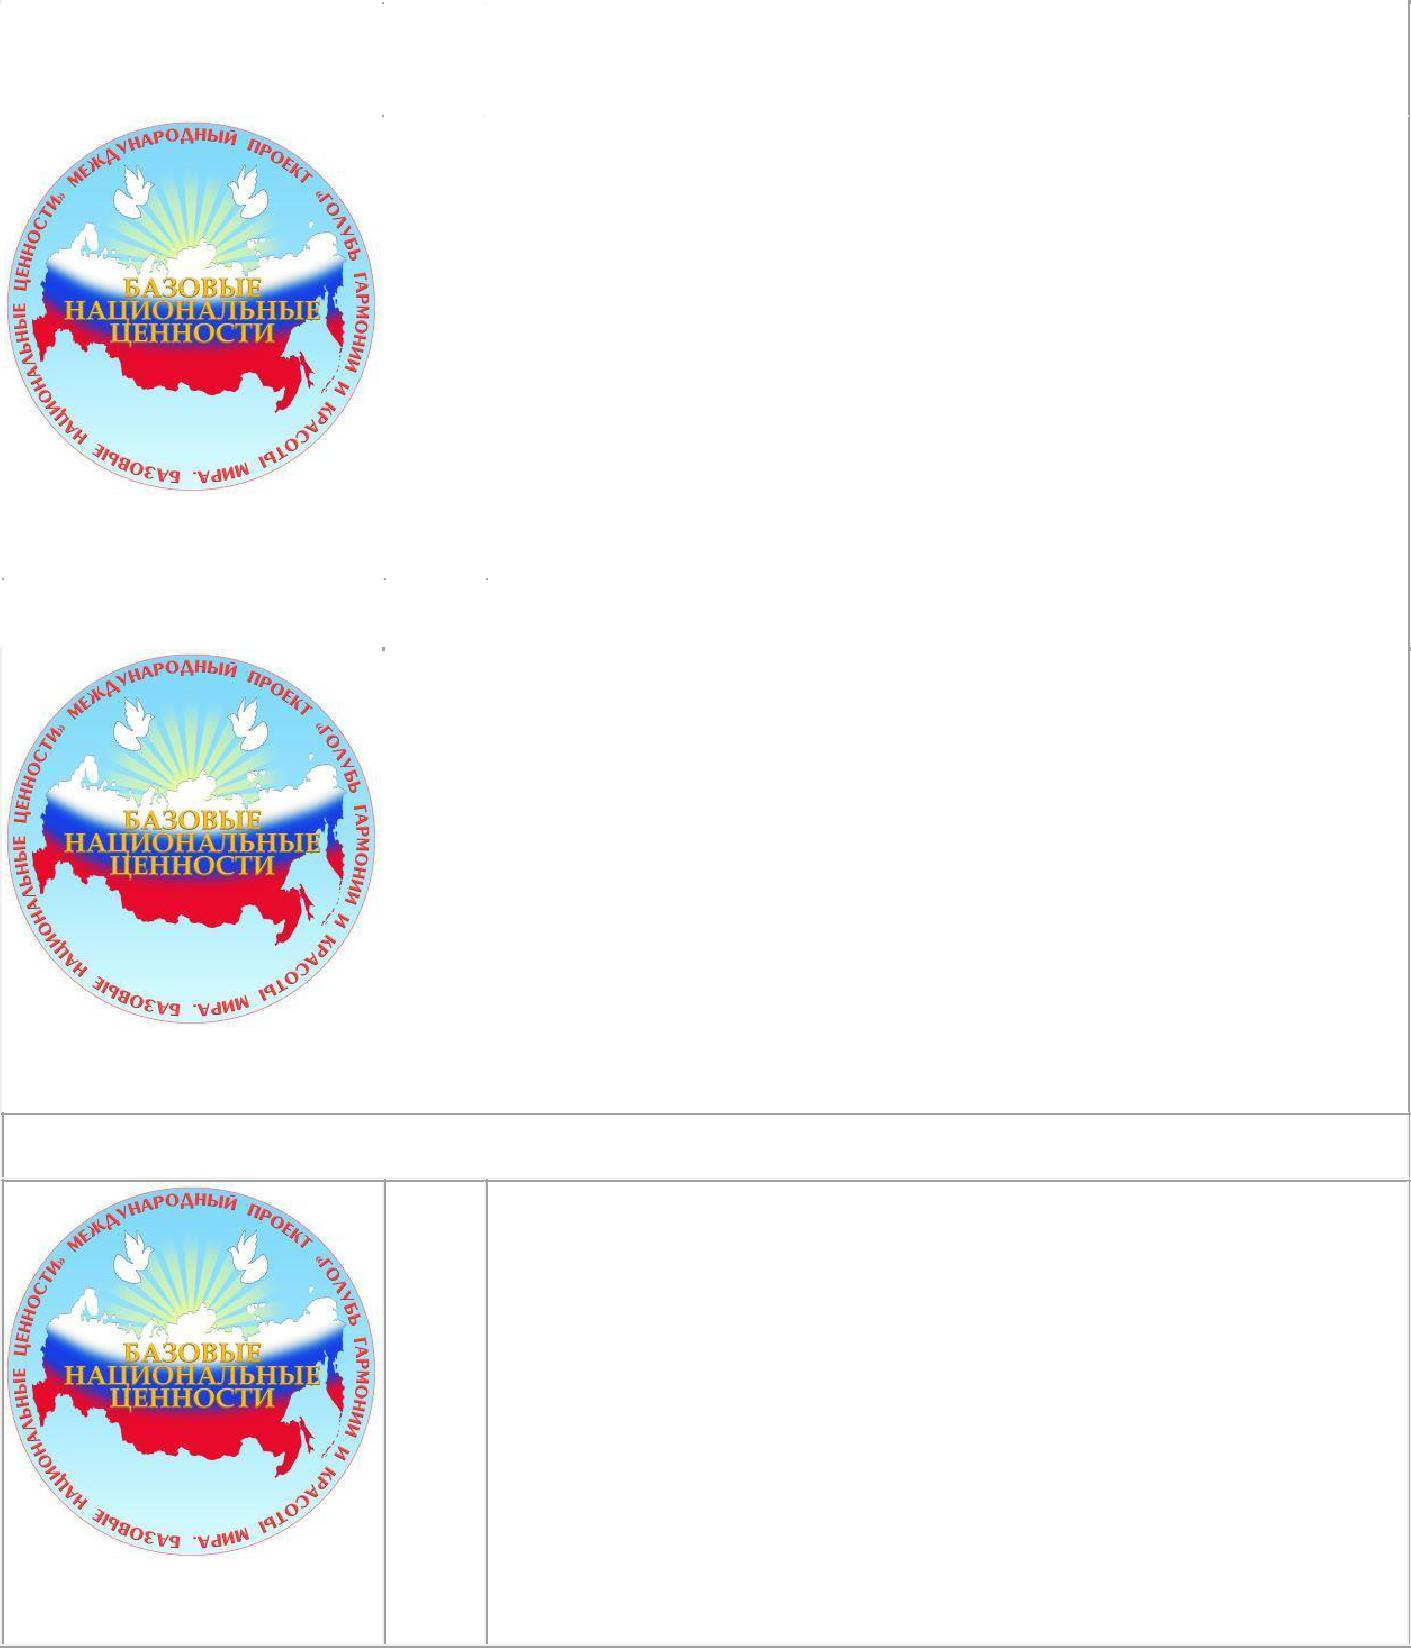 МЕЖДУНАРОДНЫЙ ПРОЕКТ «ГОЛУБЬ ГАРМОНИИ И КРАСОТЫ МИРА. БАЗОВЫЕ НАЦИОНАЛЬНЫЕ ЦЕННОСТИ»
БАЗОВЫЕ
НАЦИОНАЛЬНЫЕ
ЦЕННОСТИ
МЕЖДУНАРОДНЫЙ ПРОЕКТ «ГОЛУБЬ ГАРМОНИИ И КРАСОТЫ МИРА. БАЗОВЫЕ НАЦИОНАЛЬНЫЕ ЦЕННОСТИ»
БАЗОВЫЕ
НАЦИОНАЛЬНЫЕ
ЦЕННОСТИ
МЕЖДУНАРОДНЫЙ ПРОЕКТ «ГОЛУБЬ ГАРМОНИИ И КРАСОТЫ МИРА. БАЗОВЫЕ НАЦИОНАЛЬНЫЕ ЦЕННОСТИ»
БАЗОВЫЕ
НАЦИОНАЛЬНЫЕ
ЦЕННОСТИ